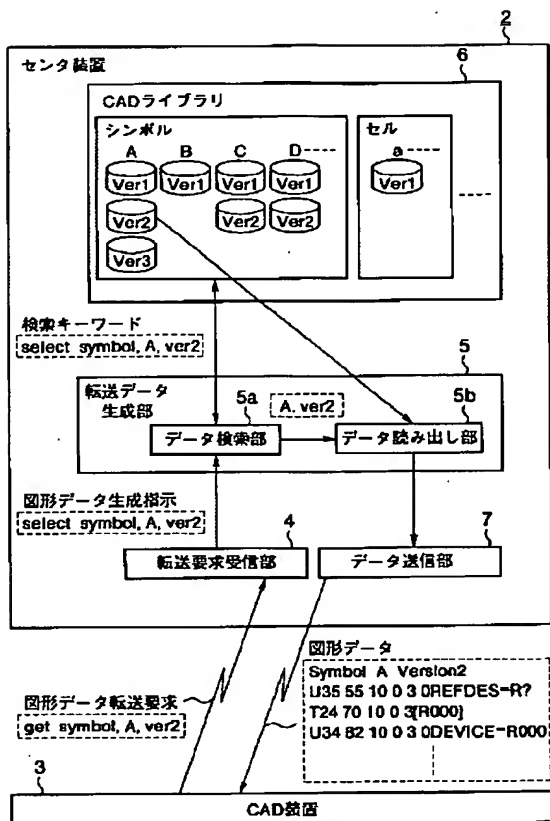 2
センタ装置
6
CADライブラリ
シンボル
セル
A B C D
a
Ver1 Ver1 Ver1 Ver1
Ver1
Ver2 Ver2 Ver2
Ver3
検索キーワード
select symbol, A, ver2
5
転送データ
生成部
5a
A, ver2
5b
データ検索部
データ読み出し部
図形データ生成指示
select symbol, A, ver2
4
7
転送要求受信部
データ送信部
図形データ
Symbol A Version2
U35 55 10 0 3 0REFDES=R?
T24 70 10 0 3[R000]
U34 82 10 0 3 0DEVICE=R000
図形データ転送要求
get symbol, A, ver2
3
CAD装置